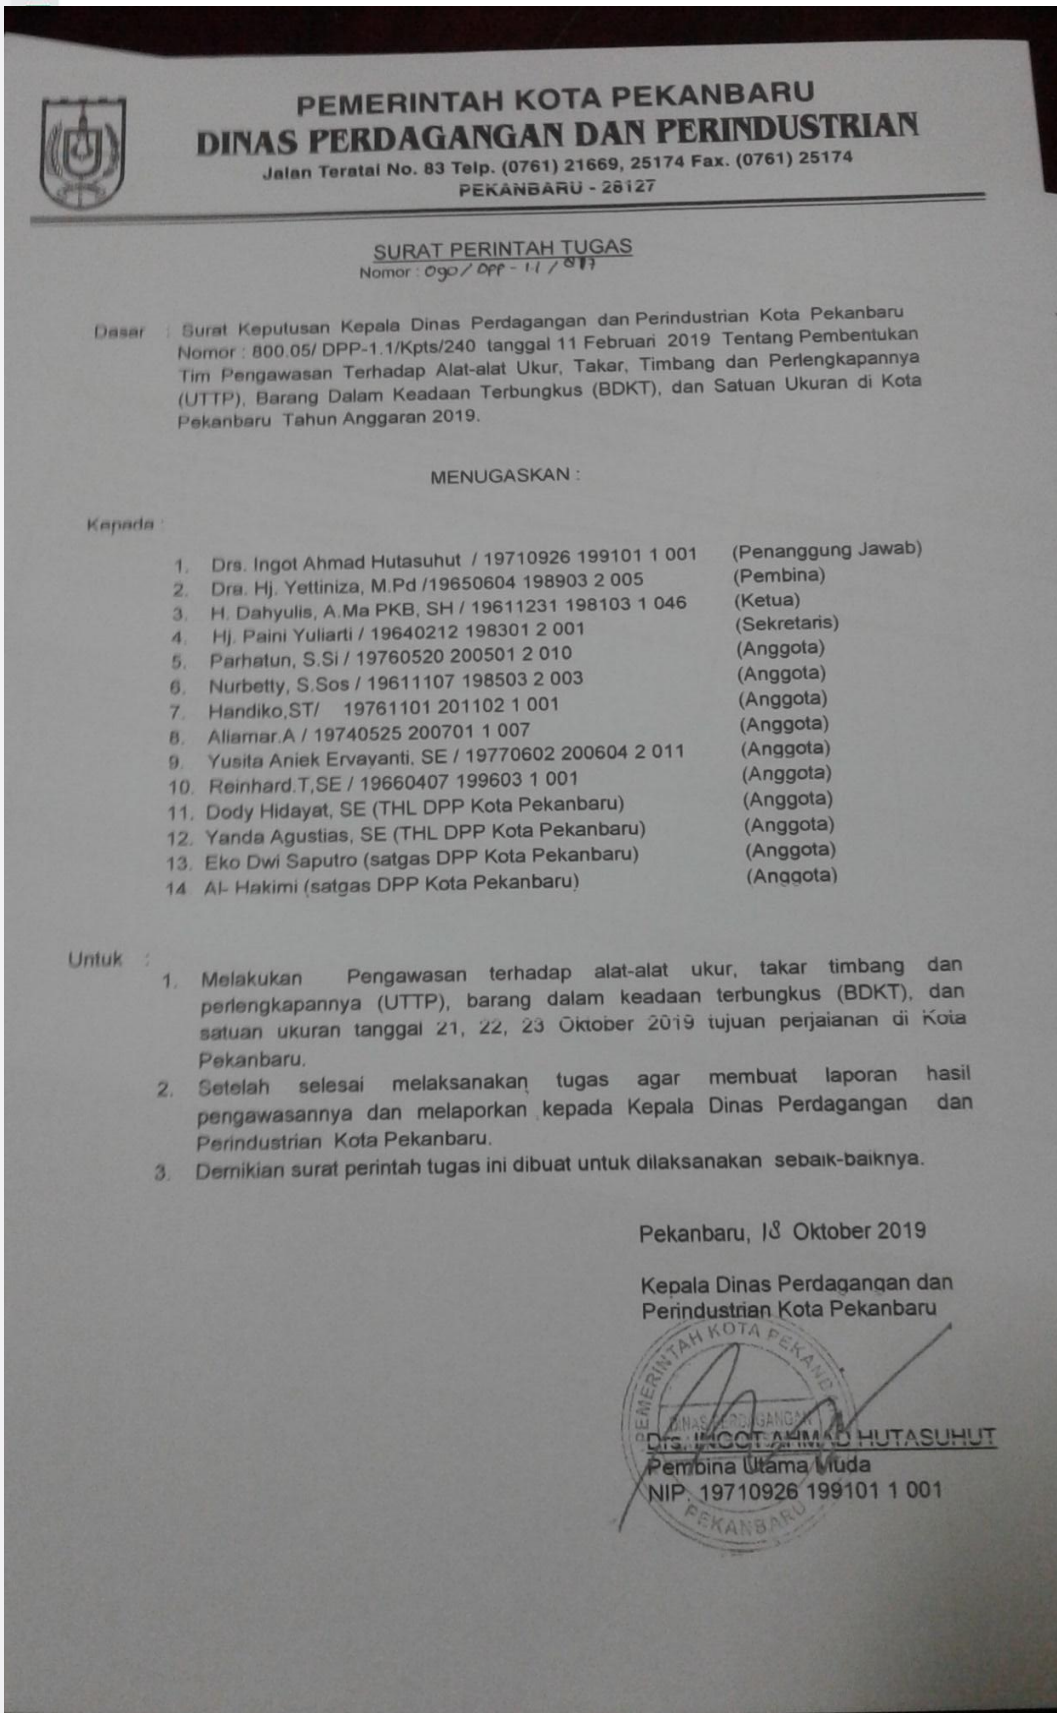 PEMERINTAH KOTA PEKANBARU
DINAS PERDAGANGAN DAN PERINDUSTRIAN
Jalan Teratai No. 83 Telp. (0761) 21669, 25174 Fax. (0761) 25174
PEKANBARU - 28127
SURAT PERINTAH TUGAS
Nomor : 090 / DPP - 1.1 /
Dasar : Surat Keputusan Kepala Dinas Perdagangan dan Perindustrian Kota Pekanbaru
Nomor : 800.05/ DPP-1.1/Kpts/240 tanggal 11 Februari 2019 Tentang Pembentukan
Tim Pengawasan Terhadap Alat-alat Ukur, Takar, Timbang dan Perlengkapannya
(UTTP), Barang Dalam Keadaan Terbungkus (BDKT), dan Satuan Ukuran di Kota
Pekanbaru Tahun Anggaran 2019.
MENUGASKAN :
Kepada :
1. Drs. Ingot Ahmad Hutasuhut / 19710926 199101 1 001 (Penanggung Jawab)
2. Dra. Hj. Yettiniza, M.Pd /19650604 198903 2 005 (Pembina)
3. H. Dahyulis, A.Ma PKB, SH / 19611231 198103 1 046 (Ketua)
4. Hj. Paini Yuliarti / 19640212 198301 2 001 (Sekretaris)
5. Parhatun, S.Si / 19760520 200501 2 010 (Anggota)
6. Nurbetty, S.Sos / 19611107 198503 2 003 (Anggota)
7. Handiko,ST/ 19761101 201102 1 001 (Anggota)
8. Aliamar.A / 19740525 200701 1 007 (Anggota)
9. Yusita Aniek Ervayanti, SE / 19770602 200604 2 011 (Anggota)
10. Reinhard.T,SE / 19660407 199603 1 001 (Anggota)
11. Dody Hidayat, SE (THL DPP Kota Pekanbaru) (Anggota)
12. Yanda Agustias, SE (THL DPP Kota Pekanbaru) (Anggota)
13. Eko Dwi Saputro (satgas DPP Kota Pekanbaru) (Anggota)
14 Al- Hakimi (satgas DPP Kota Pekanbaru) (Anggota)
Untuk :
1. Melakukan Pengawasan terhadap alat-alat ukur, takar timbang dan
perlengkapannya (UTTP), barang dalam keadaan terbungkus (BDKT), dan
satuan ukuran tanggal 21, 22, 23 Oktober 2019 tujuan perjalanan di Kota
Pekanbaru.
2. Setelah selesai melaksanakan tugas agar membuat laporan hasil
pengawasannya dan melaporkan kepada Kepala Dinas Perdagangan dan
Perindustrian Kota Pekanbaru.
3. Demikian surat perintah tugas ini dibuat untuk dilaksanakan sebaik-baiknya.
Pekanbaru, 18 Oktober 2019
Kepala Dinas Perdagangan dan
Perindustrian Kota Pekanbaru
PEMERINTAH KOTA PEKANBA
DINAS PERDAGANGAN
Drs. INGOT AHMAD HUTASUHUT
Pembina Utama Muda
NIP. 19710926 199101 1 001
PEKANBARU